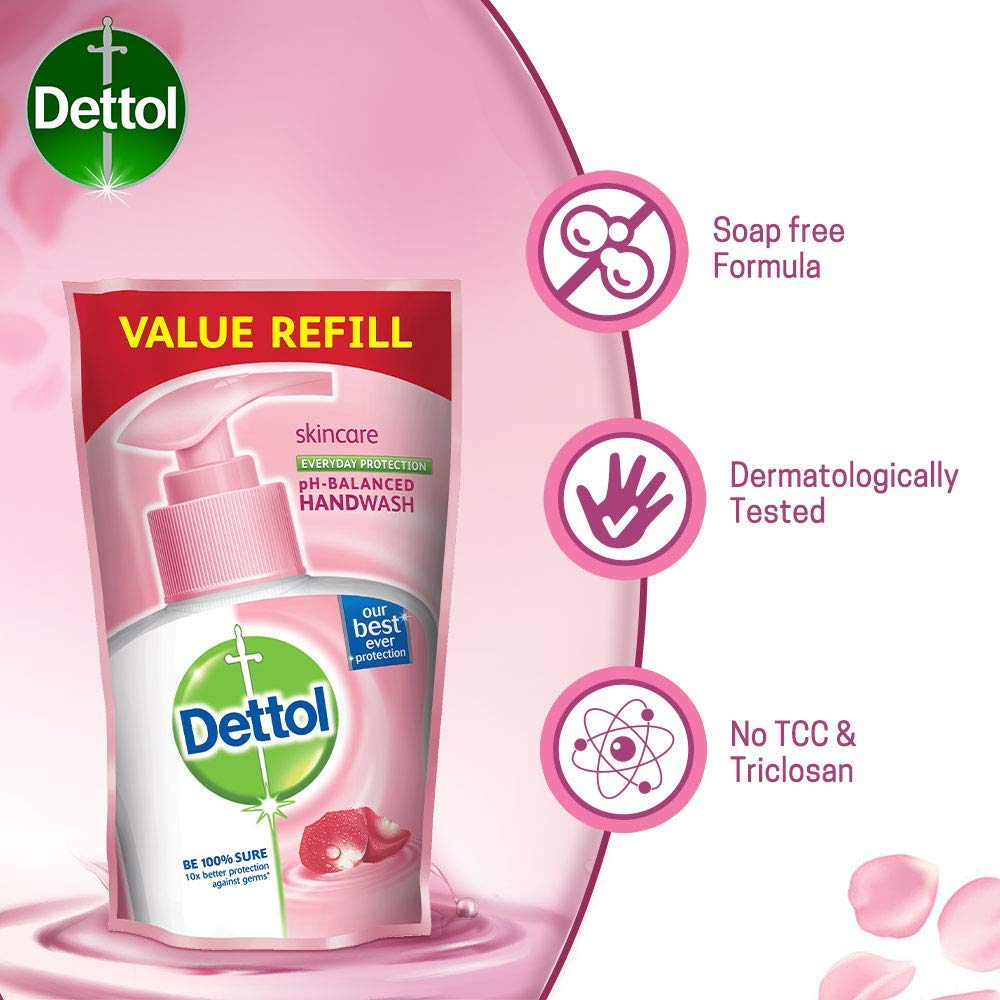 Dettol
VALUE REFILL
skincare
EVERYDAY PROTECTION
pH-BALANCED
HANDWASH
our
best
ever
protection
Dettol
BE 100% SURE
10x better protection
against germs*
Soap free
Formula
Dermatologically
Tested
No TCC &
Triclosan